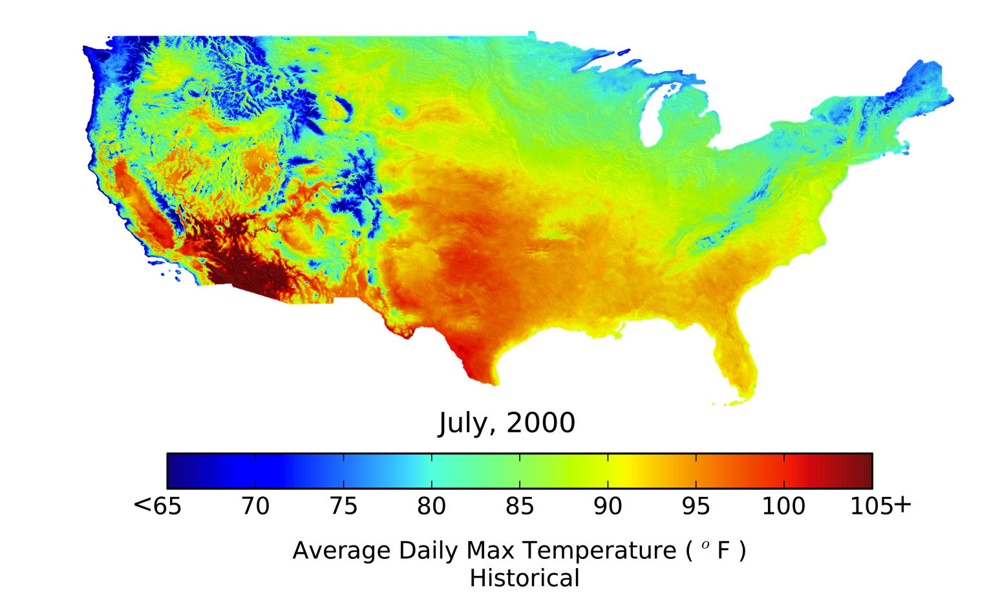 July, 2000
<65 70 75 80 85 90 95 100 105+
Average Daily Max Temperature ( ° F )
Historical